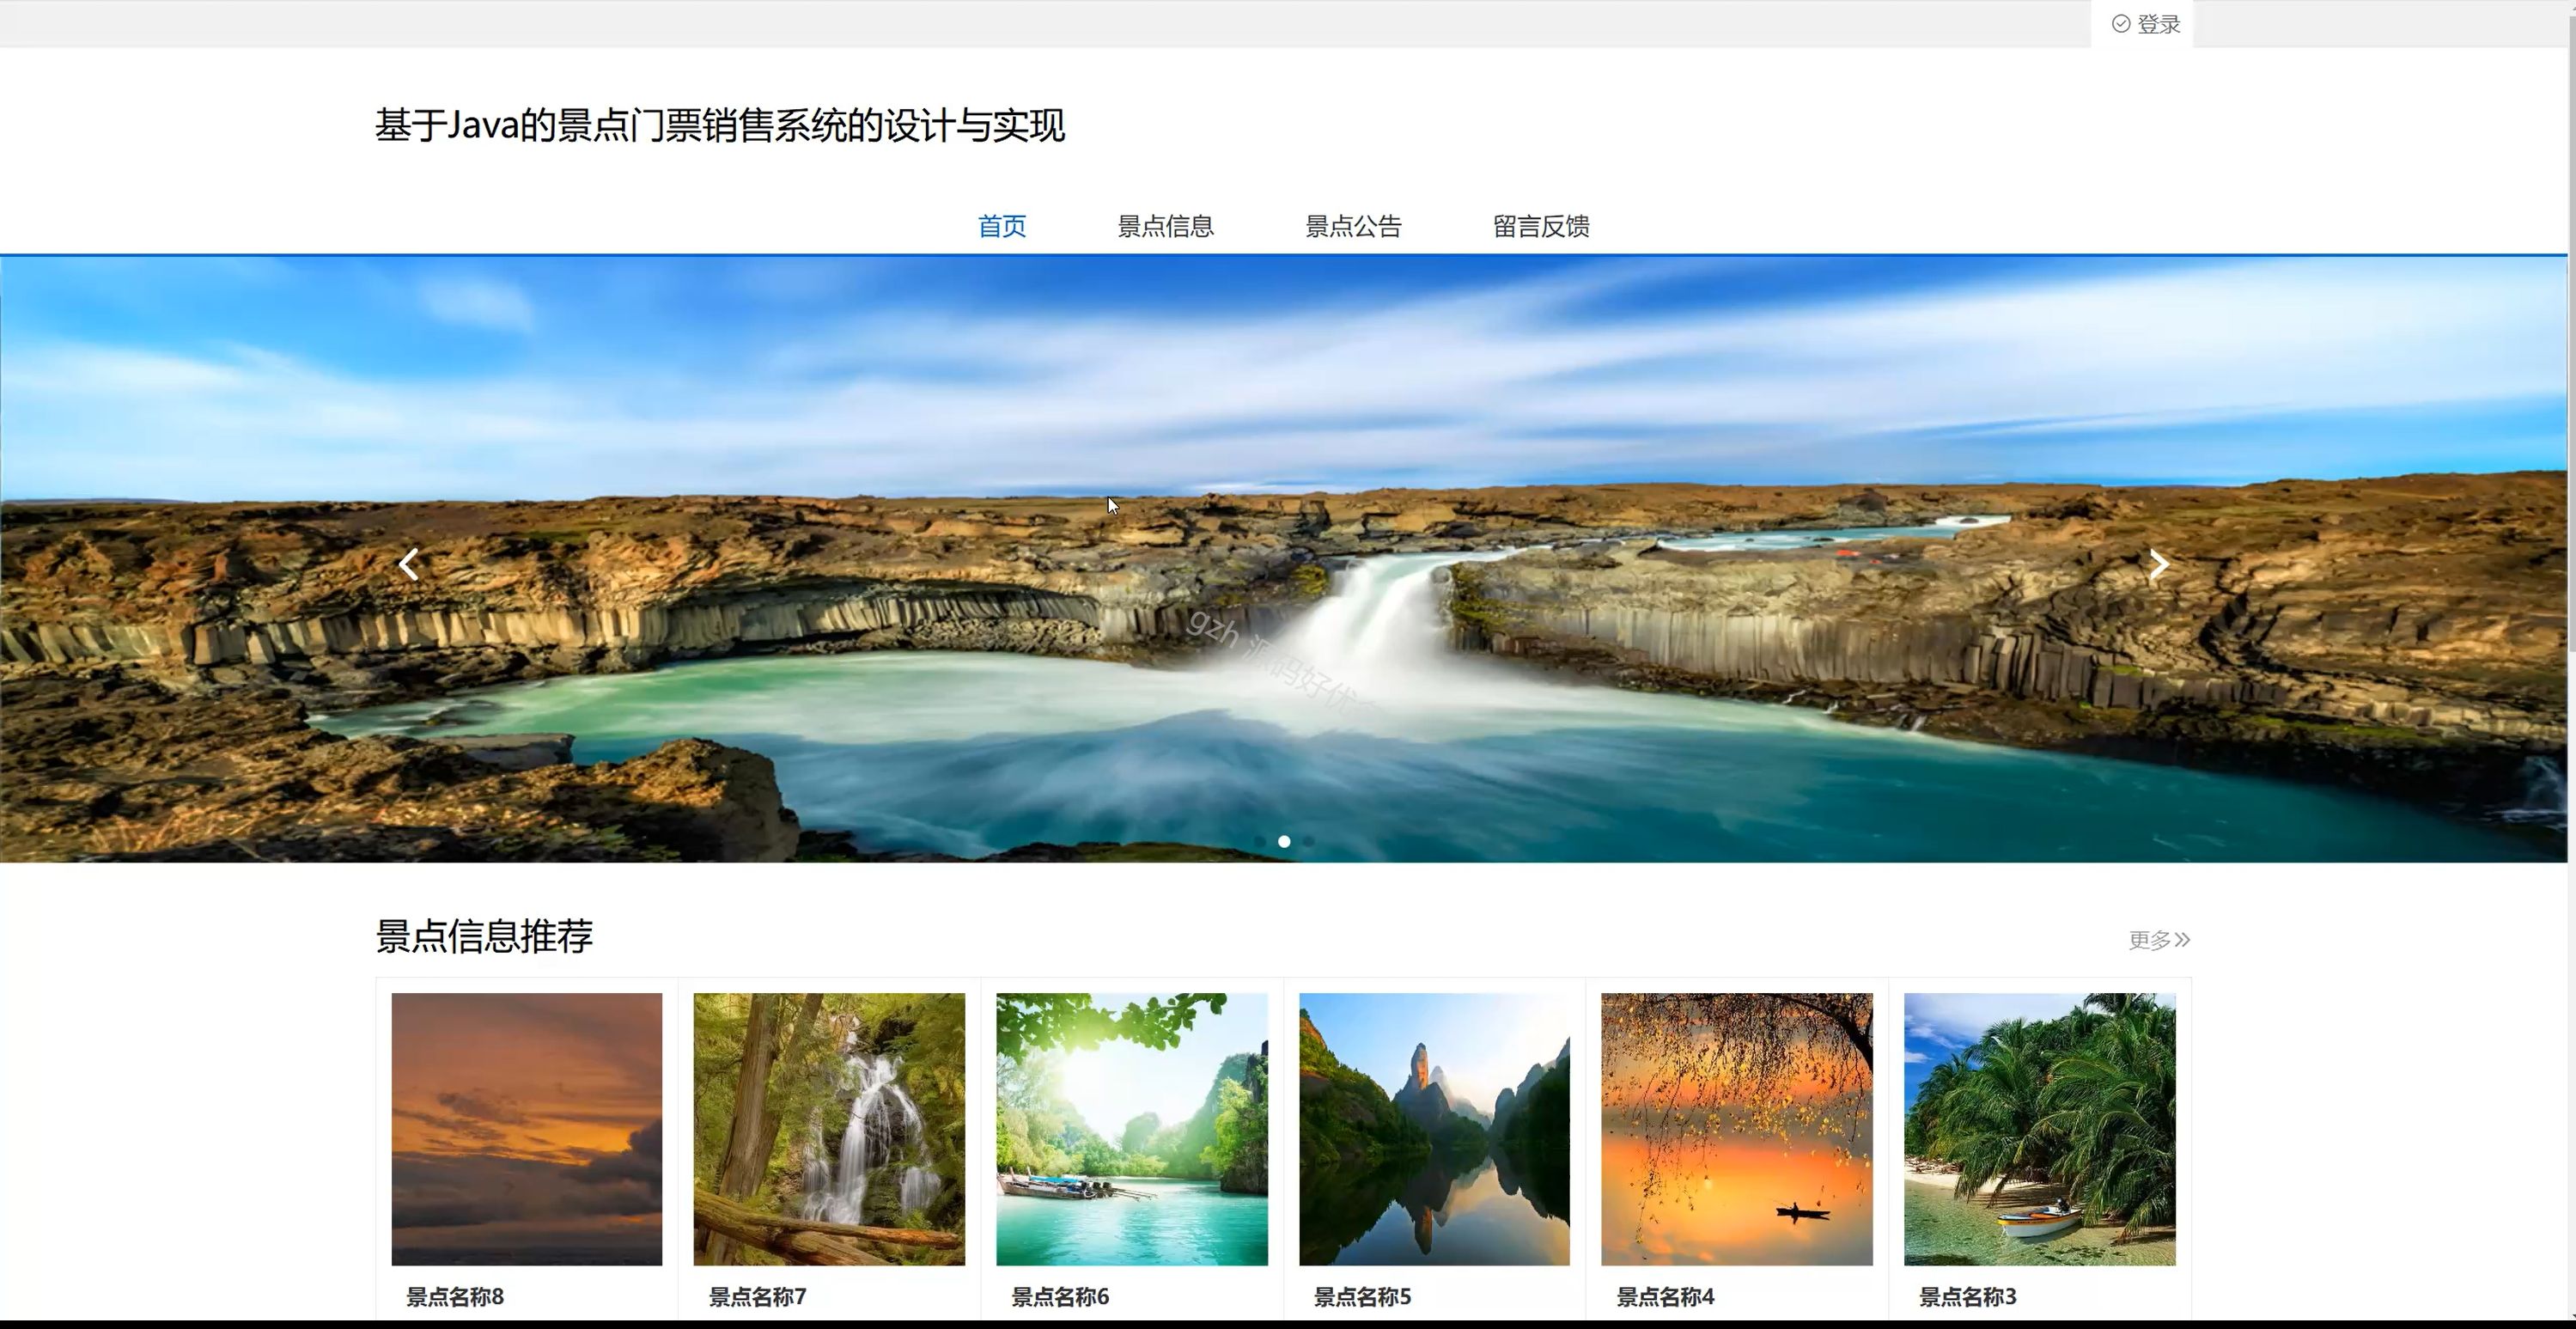 登录
基于Java的景点门票销售系统的设计与实现
首页 景点信息 景点公告 留言反馈
gzh 源码好优
景点信息推荐
更多
景点名称8 景点名称7 景点名称6 景点名称5 景点名称4 景点名称3